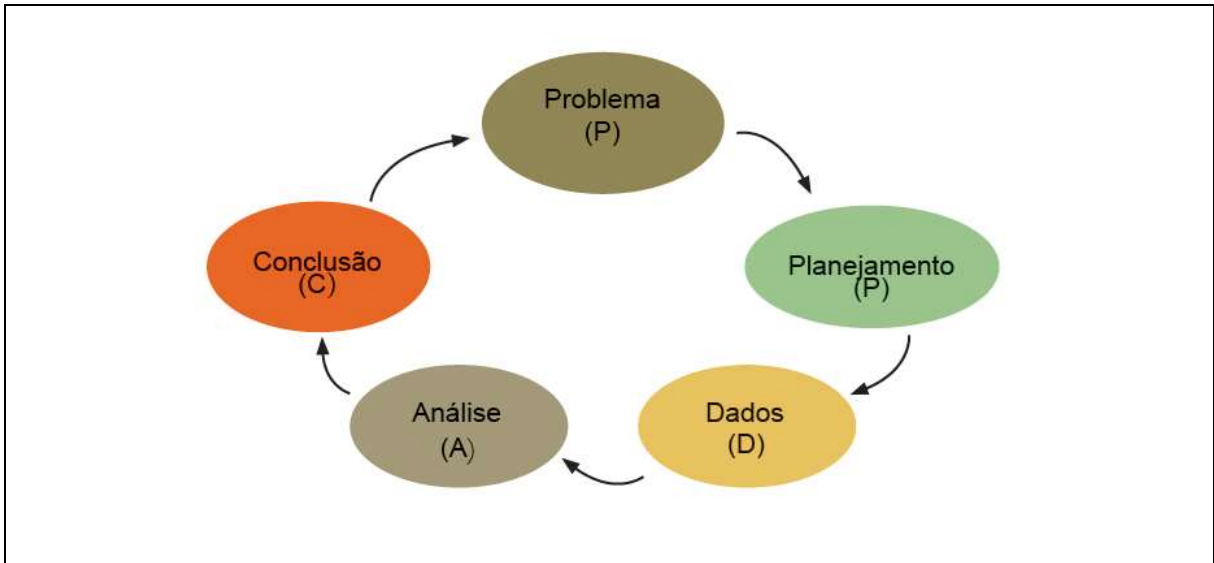 Problema
(P)
Planejamento
(P)
Dados
(D)
Análise
(A)
Conclusão
(C)